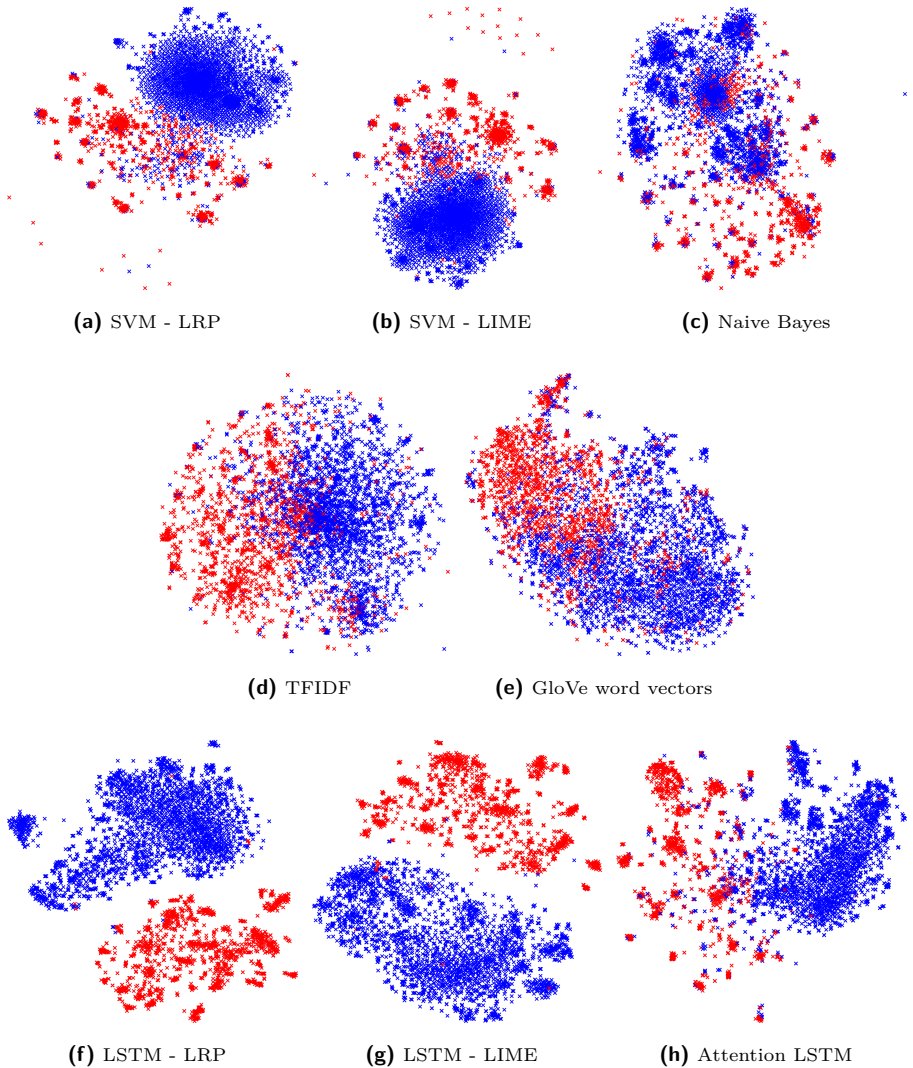 (a) SVM - LRP
(b) SVM - LIME
(c) Naive Bayes
(d) TFIDF
(e) GloVe word vectors
(f) LSTM - LRP
(g) LSTM - LIME
(h) Attention LSTM